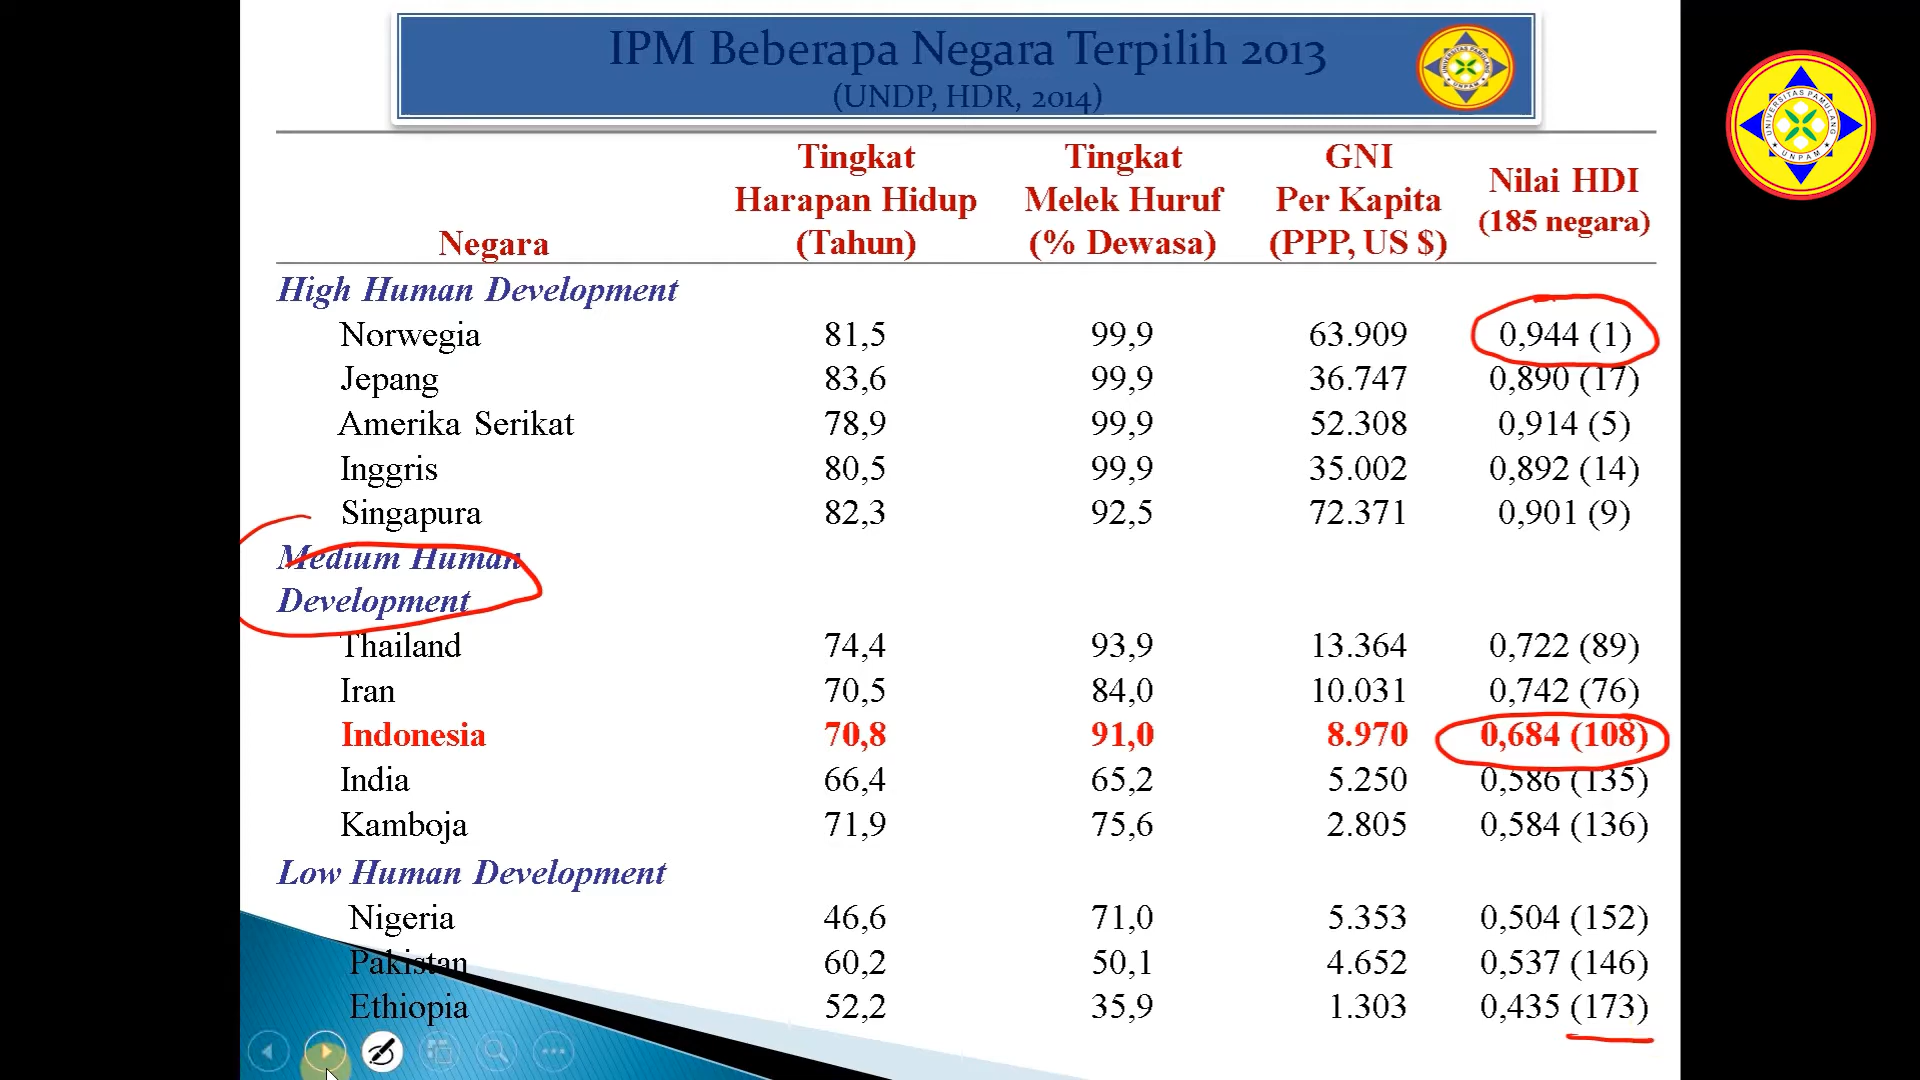 IPM Beberapa Negara Terpilih 2013
(UNDP, HDR, 2014)
UNIVERSITAS PAMULANG
UNPAM
Negara
Tingkat
Harapan Hidup
(Tahun)
Tingkat
Melek Huruf
(% Dewasa)
GNI
Per Kapita
(PPP, US $)
Nilai HDI
(185 negara)
High Human Development
Norwegia 81,5 99,9 63.909 0,944 (1)
Jepang 83,6 99,9 36.747 0,890 (17)
Amerika Serikat 78,9 99,9 52.308 0,914 (5)
Inggris 80,5 99,9 35.002 0,892 (14)
Singapura 82,3 92,5 72.371 0,901 (9)
Medium Human
Development
Thailand 74,4 93,9 13.364 0,722 (89)
Iran 70,5 84,0 10.031 0,742 (76)
Indonesia 70,8 91,0 8.970 0,684 (108)
India 66,4 65,2 5.250 0,586 (135)
Kamboja 71,9 75,6 2.805 0,584 (136)
Low Human Development
Nigeria 46,6 71,0 5.353 0,504 (152)
Pakistan 60,2 50,1 4.652 0,537 (146)
Ethiopia 52,2 35,9 1.303 0,435 (173)